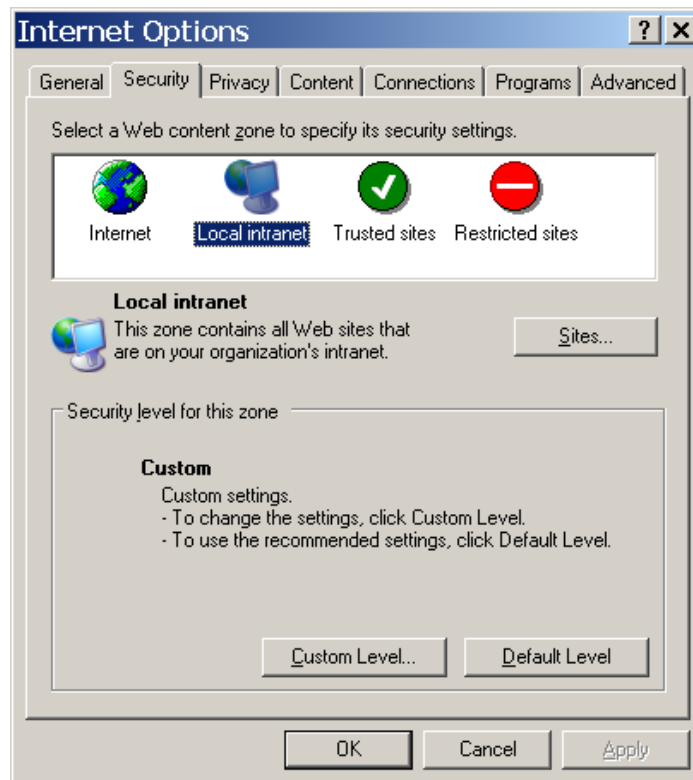 Internet Options
General Security Privacy Content Connections Programs Advanced
Select a Web content zone to specify its security settings.
Internet Local intranet Trusted sites Restricted sites
Local intranet
This zone contains all Web sites that
are on your organization's intranet.
Sites...
Security level for this zone
Custom
Custom settings.
- To change the settings, click Custom Level.
- To use the recommended settings, click Default Level.
Custom Level... Default Level
OK Cancel Apply